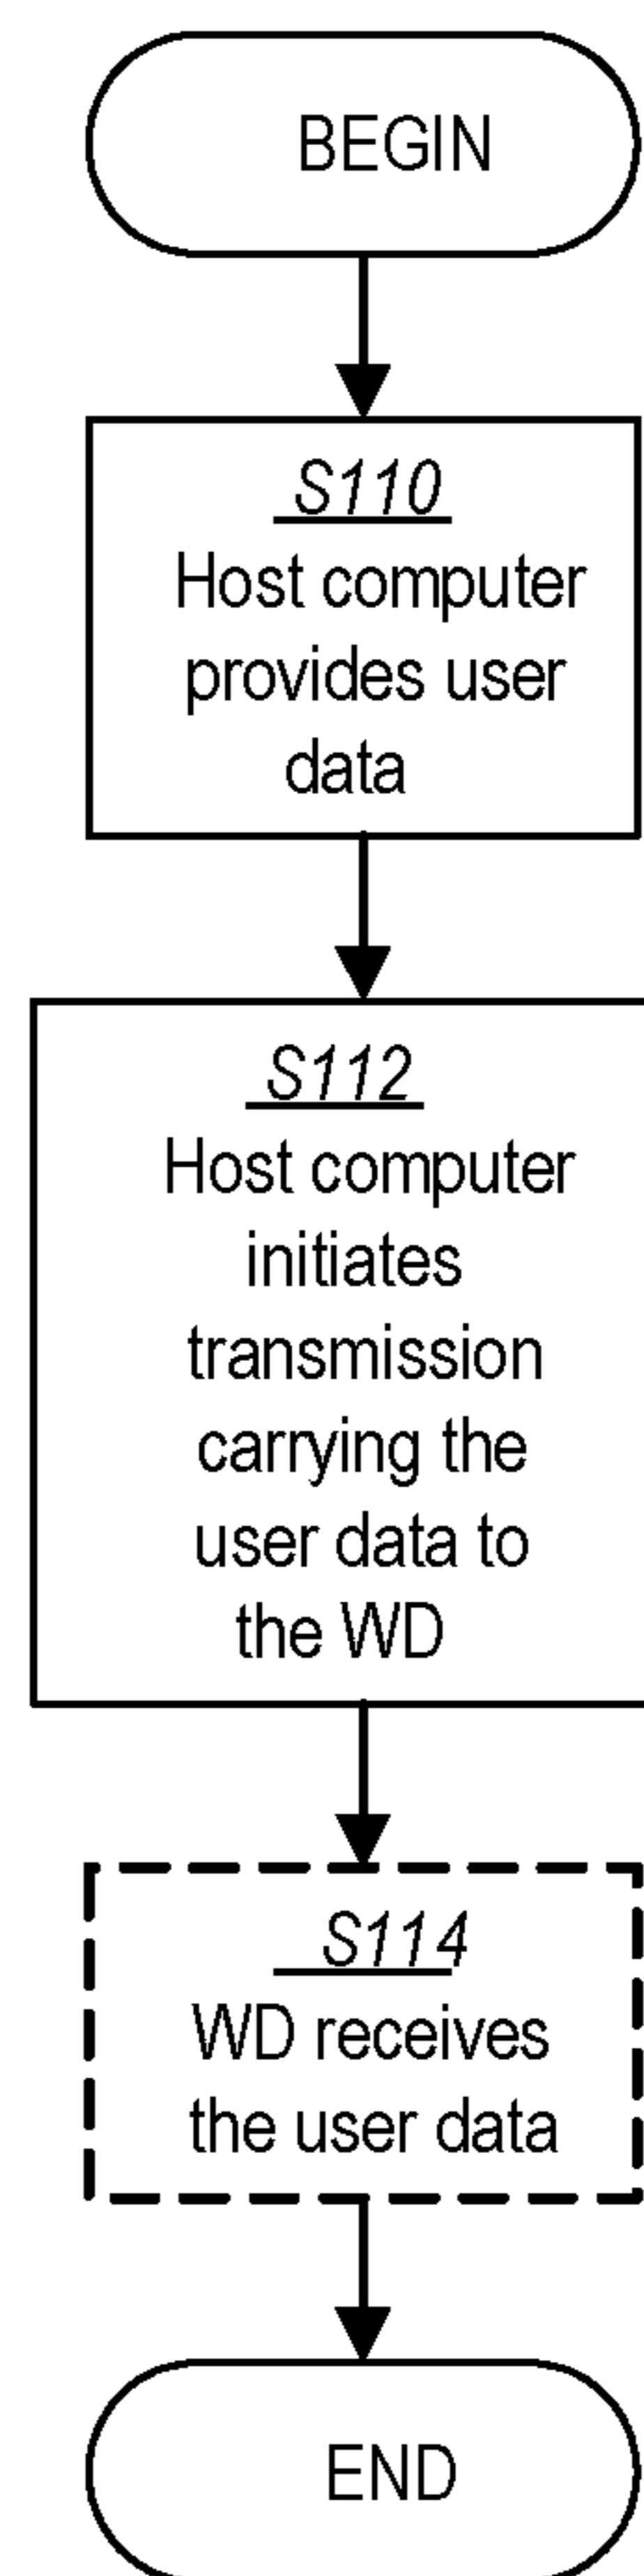 BEGIN
S110
Host computer
provides user
data
S112
Host computer
initiates
transmission
carrying the
user data to
the WD
S114
WD receives
the user data
END